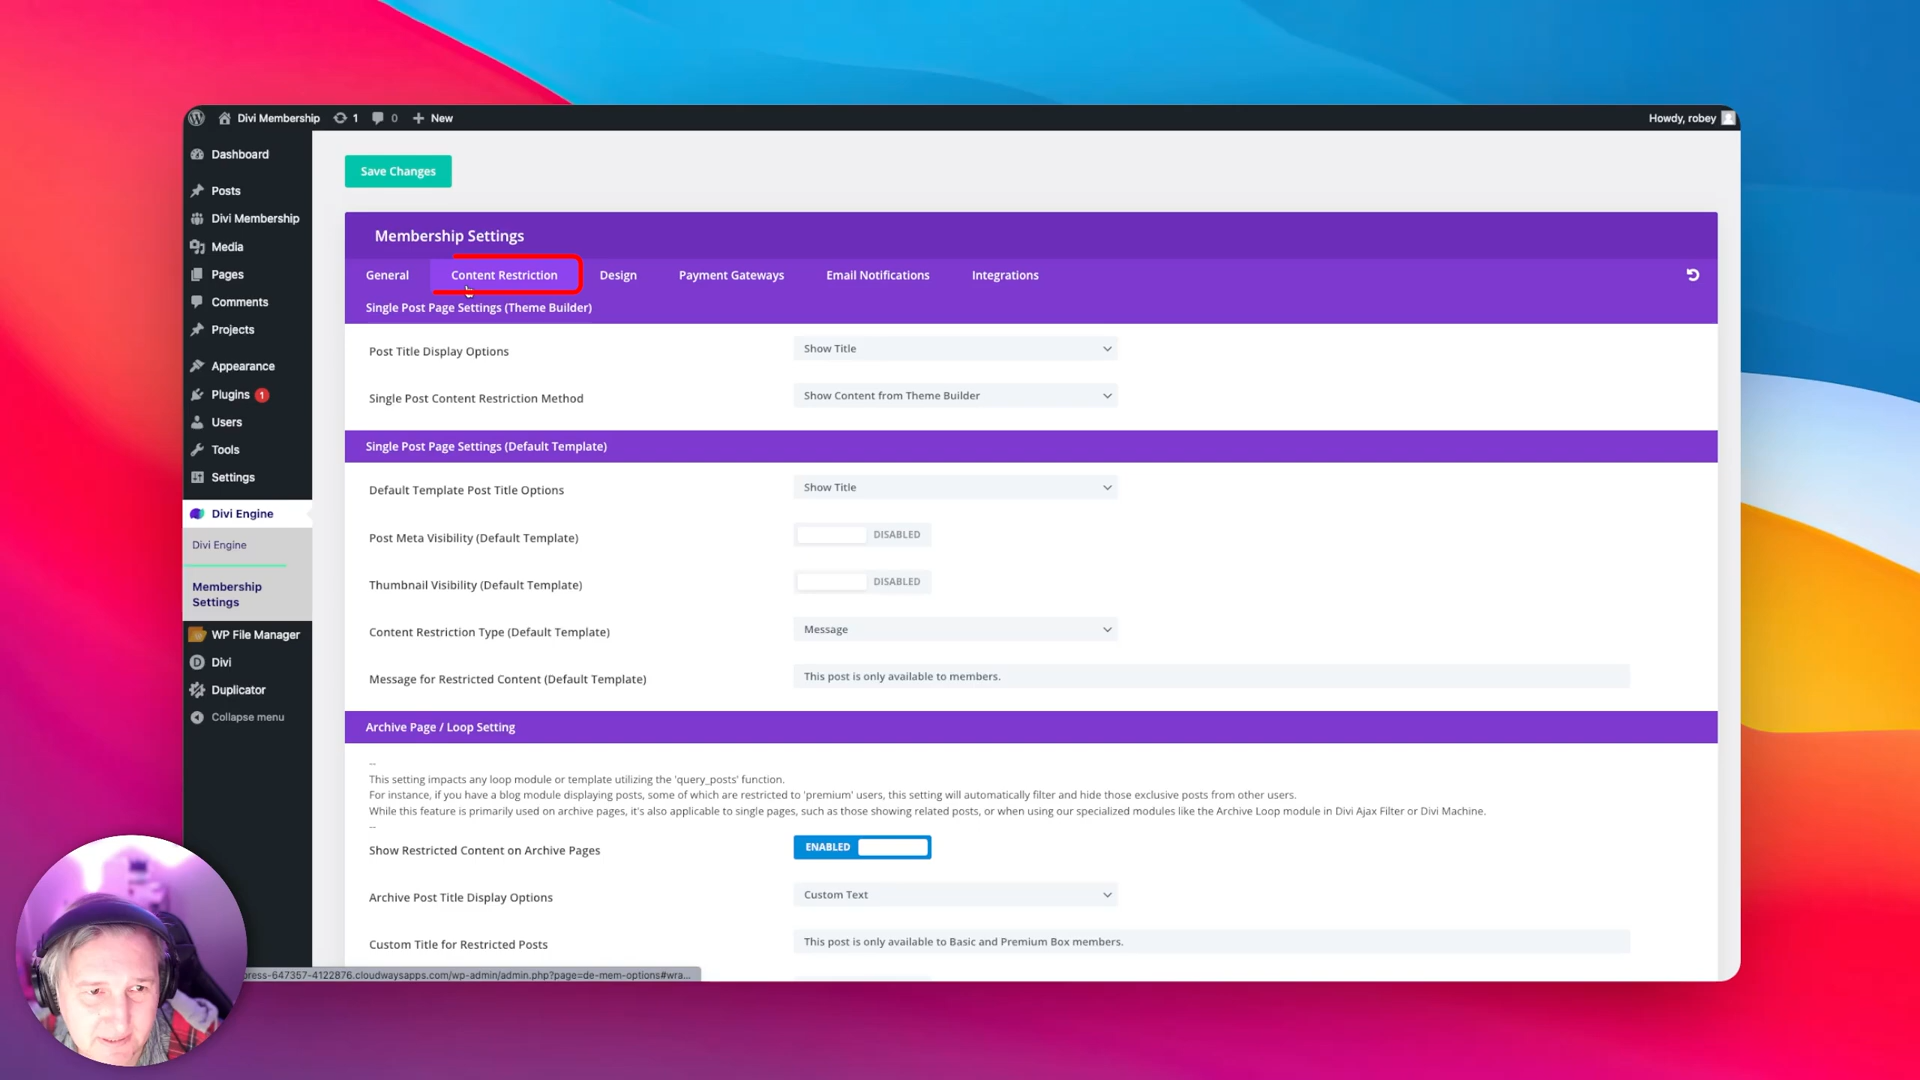 Divi Membership 1 0 New Howdy, robey
Dashboard
Posts
Divi Membership
Media
Pages
Comments
Projects
Appearance
Plugins 1
Users
Tools
Settings
Divi Engine
Divi Engine
Membership
Settings
WP File Manager
Divi
Duplicator
Collapse menu
Save Changes
Membership Settings
General Content Restriction Design Payment Gateways Email Notifications Integrations
Single Post Page Settings (Theme Builder)
Post Title Display Options Show Title
Single Post Content Restriction Method Show Content from Theme Builder
Single Post Page Settings (Default Template)
Default Template Post Title Options Show Title
Post Meta Visibility (Default Template) DISABLED
Thumbnail Visibility (Default Template) DISABLED
Content Restriction Type (Default Template) Message
Message for Restricted Content (Default Template) This post is only available to members.
Archive Page / Loop Setting
--
This setting impacts any loop module or template utilizing the 'query_posts' function.
For instance, if you have a blog module displaying posts, some of which are restricted to 'premium' users, this setting will automatically filter and hide those exclusive posts from other users.
While this feature is primarily used on archive pages, it's also applicable to single pages, such as those showing related posts, or when using our specialized modules like the Archive Loop module in Divi Ajax Filter or Divi Machine.
--
Show Restricted Content on Archive Pages ENABLED
Archive Post Title Display Options Custom Text
Custom Title for Restricted Posts This post is only available to Basic and Premium Box members.
press-647357-4122876.cloudwaysapps.com/wp-admin/admin.php?page=de-mem-options#wra...